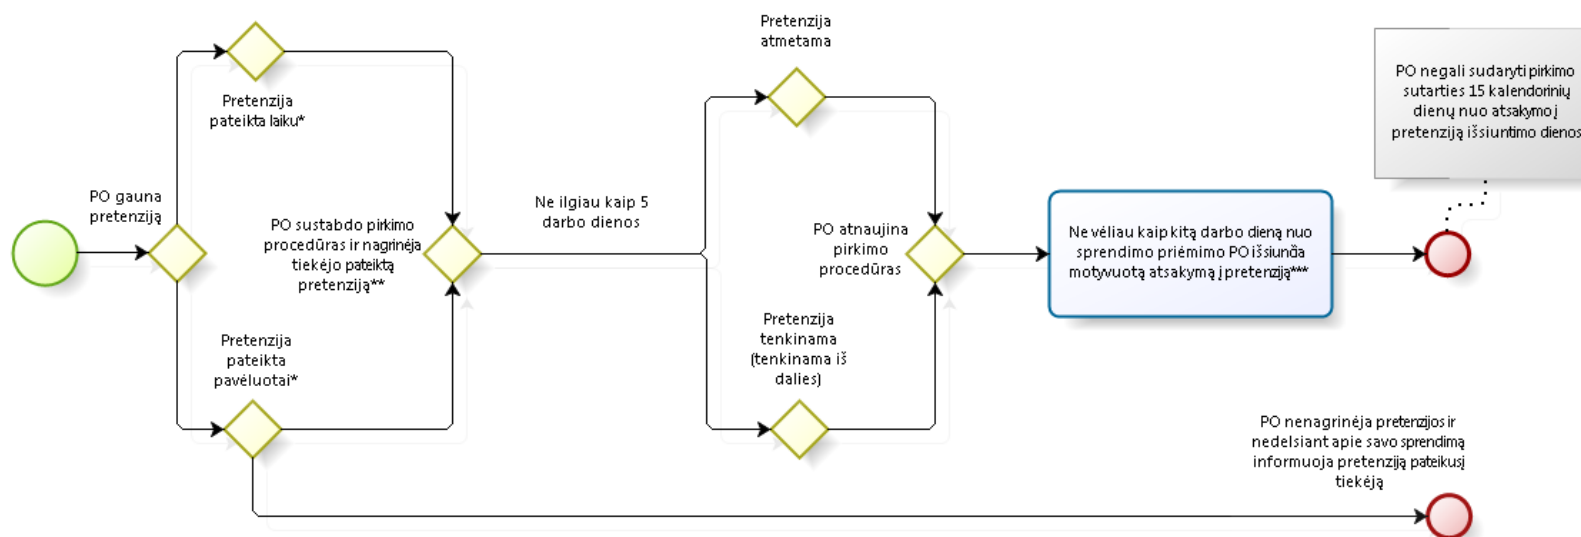 PO gauna
pretenziją
Pretenzija
pateikta laiku*
Pretenzija
pateikta
pavėluotai*
PO sustabdo pirkimo
procedūras ir nagrinėja
tiekėjo pateiktą
pretenziją**
Ne ilgiau kaip 5
darbo dienos
Pretenzija
atmetama
Pretenzija
tenkinama
(tenkinama iš
dalies)
PO atnaujina
pirkimo
procedūras
Ne vėliau kaip kitą darbo dieną nuo
sprendimo priėmimo PO išsiunčia
motyvuotą atsakymą į pretenziją***
PO negali sudaryti pirkimo
sutarties 15 kalendorinių
dienų nuo atsakymo į
pretenziją išsiuntimo dienos
PO nenagrinėja pretenzijos ir
nedelsiant apie savo sprendimą
informuoja pretenziją pateikusį
tiekėją